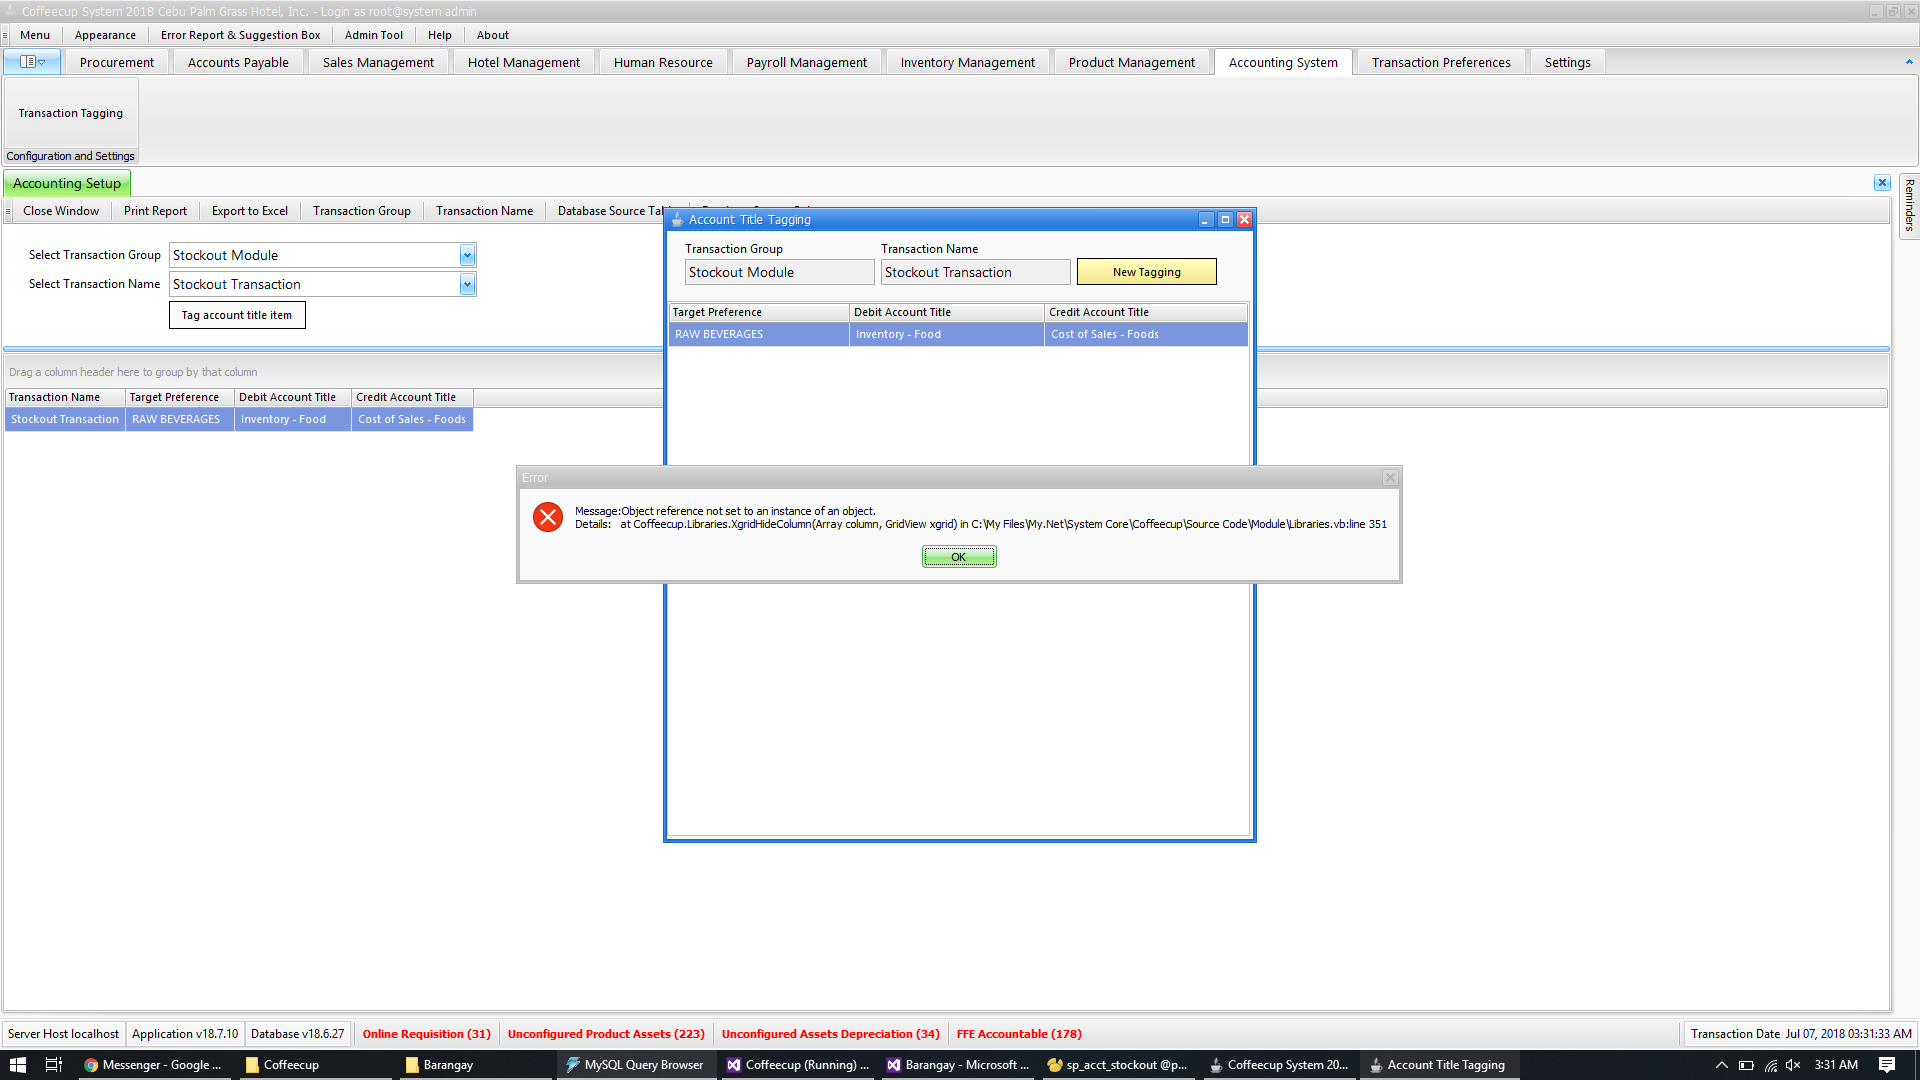 Coffeecup System 2018 Cebu Palm Grass Hotel, Inc. - Login as root@system admin
Menu Appearance Error Report & Suggestion Box Admin Tool Help About
Procurement Accounts Payable Sales Management Hotel Management Human Resource Payroll Management Inventory Management Product Management Accounting System Transaction Preferences Settings
Transaction Tagging
Configuration and Settings
Accounting Setup
Reminders
Close Window Print Report Export to Excel Transaction Group Transaction Name Database Source
Select Transaction Group Stockout Module
Select Transaction Name Stockout Transaction
Tag account title item
Drag a column header here to group by that column
Transaction Name Target Preference Debit Account Title Credit Account Title
Stockout Transaction RAW BEVERAGES Inventory - Food Cost of Sales - Foods
Account Title Tagging
Transaction Group Transaction Name
Stockout Module Stockout Transaction New Tagging
Target Preference Debit Account Title Credit Account Title
RAW BEVERAGES Inventory - Food Cost of Sales - Foods
Error
Message:Object reference not set to an instance of an object.
Details: at Coffeecup.Libraries.XgridHideColumn(Array column, GridView xgrid) in C:\My Files\My.Net\System Core\Coffeecup\Source Code\Module\Libraries.vb:line 351
OK
Server Host localhost Application v18.7.10 Database v18.6.27 Online Requisition (31) Unconfigured Product Assets (223) Unconfigured Assets Depreciation (34) FFE Accountable (178) Transaction Date Jul 07, 2018 03:31:33 AM
Messenger - Google ... Coffeecup Barangay MySQL Query Browser Coffeecup (Running) ... Barangay - Microsoft ... sp_acct_stockout @p... Coffeecup System 20... Account Title Tagging 3:31 AM